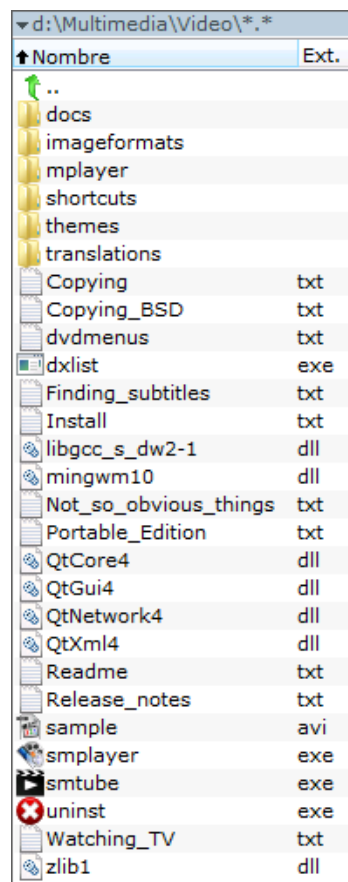 d:\Multimedia\Video\*.*
Nombre Ext.
..
docs
imageformats
mplayer
shortcuts
themes
translations
Copying txt
Copying_BSD txt
dvdmenus txt
dxlist exe
Finding_subtitles txt
Install txt
libgcc_s_dw2-1 dll
mingwm10 dll
Not_so_obvious_things txt
Portable_Edition txt
QtCore4 dll
QtGui4 dll
QtNetwork4 dll
QtXml4 dll
Readme txt
Release_notes txt
sample avi
smplayer exe
smtube exe
uninst exe
Watching_TV txt
zlib1 dll